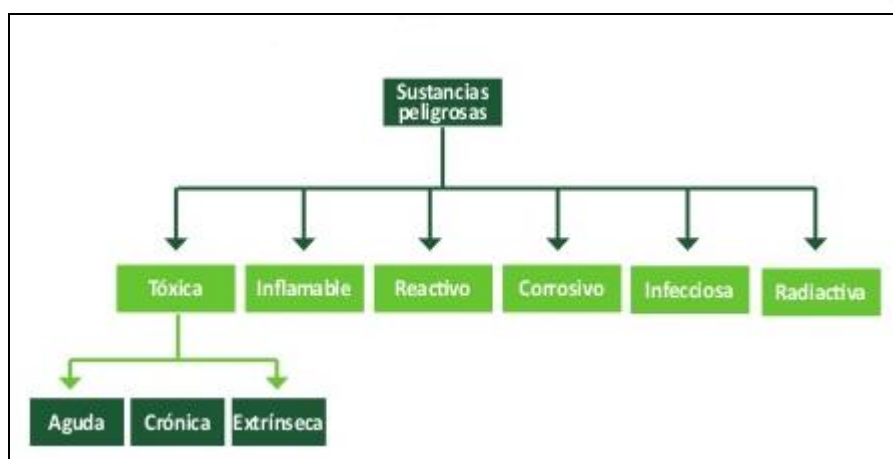 Sustancias
peligrosas
Tóxica
Inflamable
Reactivo
Corrosivo
Infecciosa
Radiactiva
Aguda
Crónica
Extrínseca